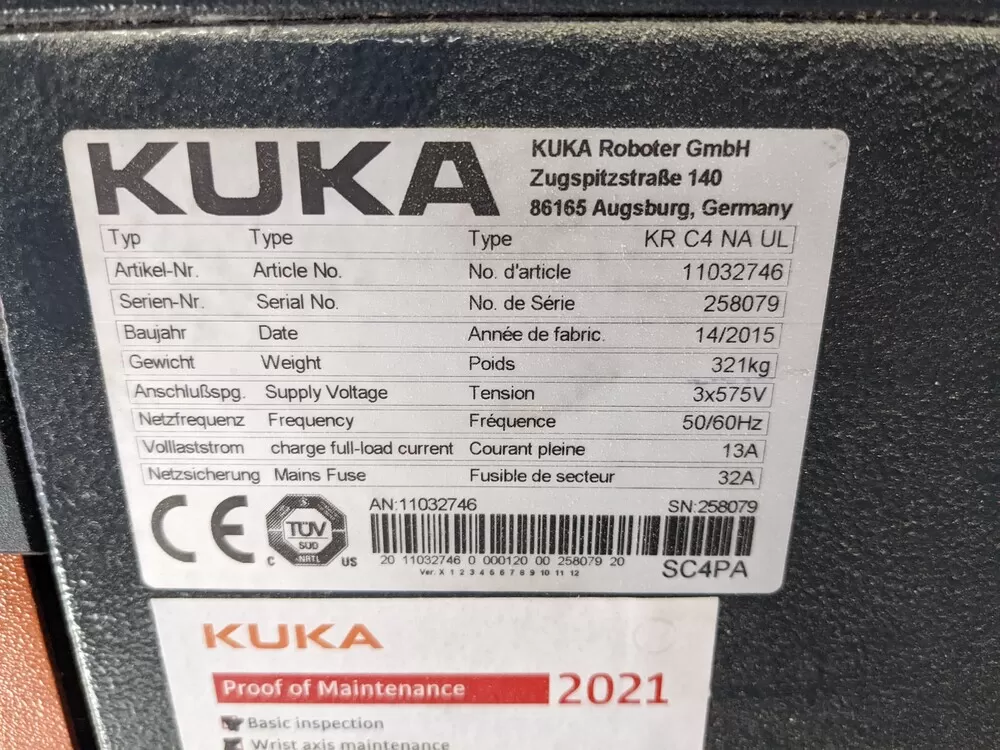 KUKA
KUKA Roboter GmbH
Zugspitzstraße 140
86165 Augsburg, Germany
Typ Type Type KR C4 NA UL
Artikel-Nr. Article No. No. d'article 11032746
Serien-Nr. Serial No. No. de Série 258079
Baujahr Date Année de fabric. 14/2015
Gewicht Weight Poids 321kg
Anschlußspg. Supply Voltage Tension 3x575V
Netzfrequenz Frequency Fréquence 50/60Hz
Volllaststrom charge full-load current Courant pleine 13A
Netzsicherung Mains Fuse Fusible de secteur 32A
CE
C TÜV SÜD NRTL US
AN:11032746 SN:258079
20 11032746 0 000120 00 258079 20
SC4PA
Ver. X 1 2 3 4 5 6 7 8 9 10 11 12
KUKA
Proof of Maintenance 2021
Basic inspection
Wrist axis maintenance